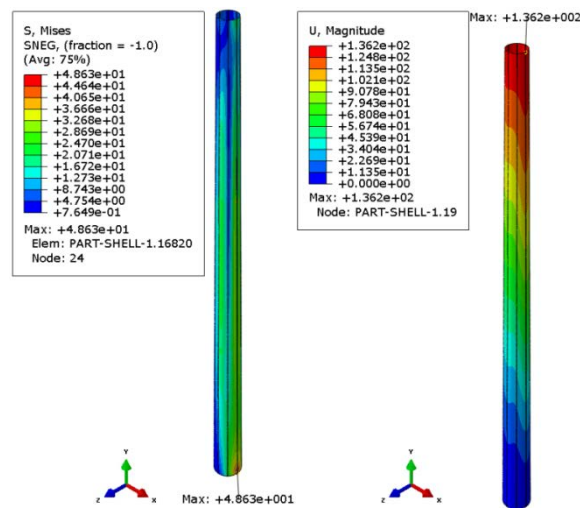 S, Mises
SNEG, (fraction = -1.0)
(Avg: 75%)
+4.863e+01
+4.464e+01
+4.065e+01
+3.666e+01
+3.268e+01
+2.869e+01
+2.470e+01
+2.071e+01
+1.672e+01
+1.273e+01
+8.743e+00
+4.754e+00
+7.649e-01
Max: +4.863e+01
Elem: PART-SHELL-1.16820
Node: 24
Y
Z
X
Max: +4.863e+001
Max: +1.362e+002
U, Magnitude
+1.362e+02
+1.248e+02
+1.135e+02
+1.021e+02
+9.078e+01
+7.943e+01
+6.808e+01
+5.674e+01
+4.539e+01
+3.404e+01
+2.269e+01
+1.135e+01
+0.000e+00
Max: +1.362e+02
Node: PART-SHELL-1.19
Y
Z
X